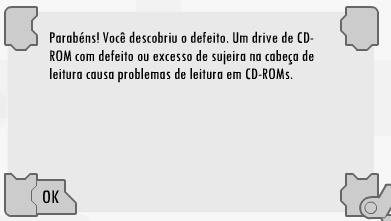 Parabéns! Você descobriu o defeito. Um drive de CD-
ROM com defeito ou excesso de sujeira na cabeça de
leitura causa problemas de leitura em CD-ROMs.
OK